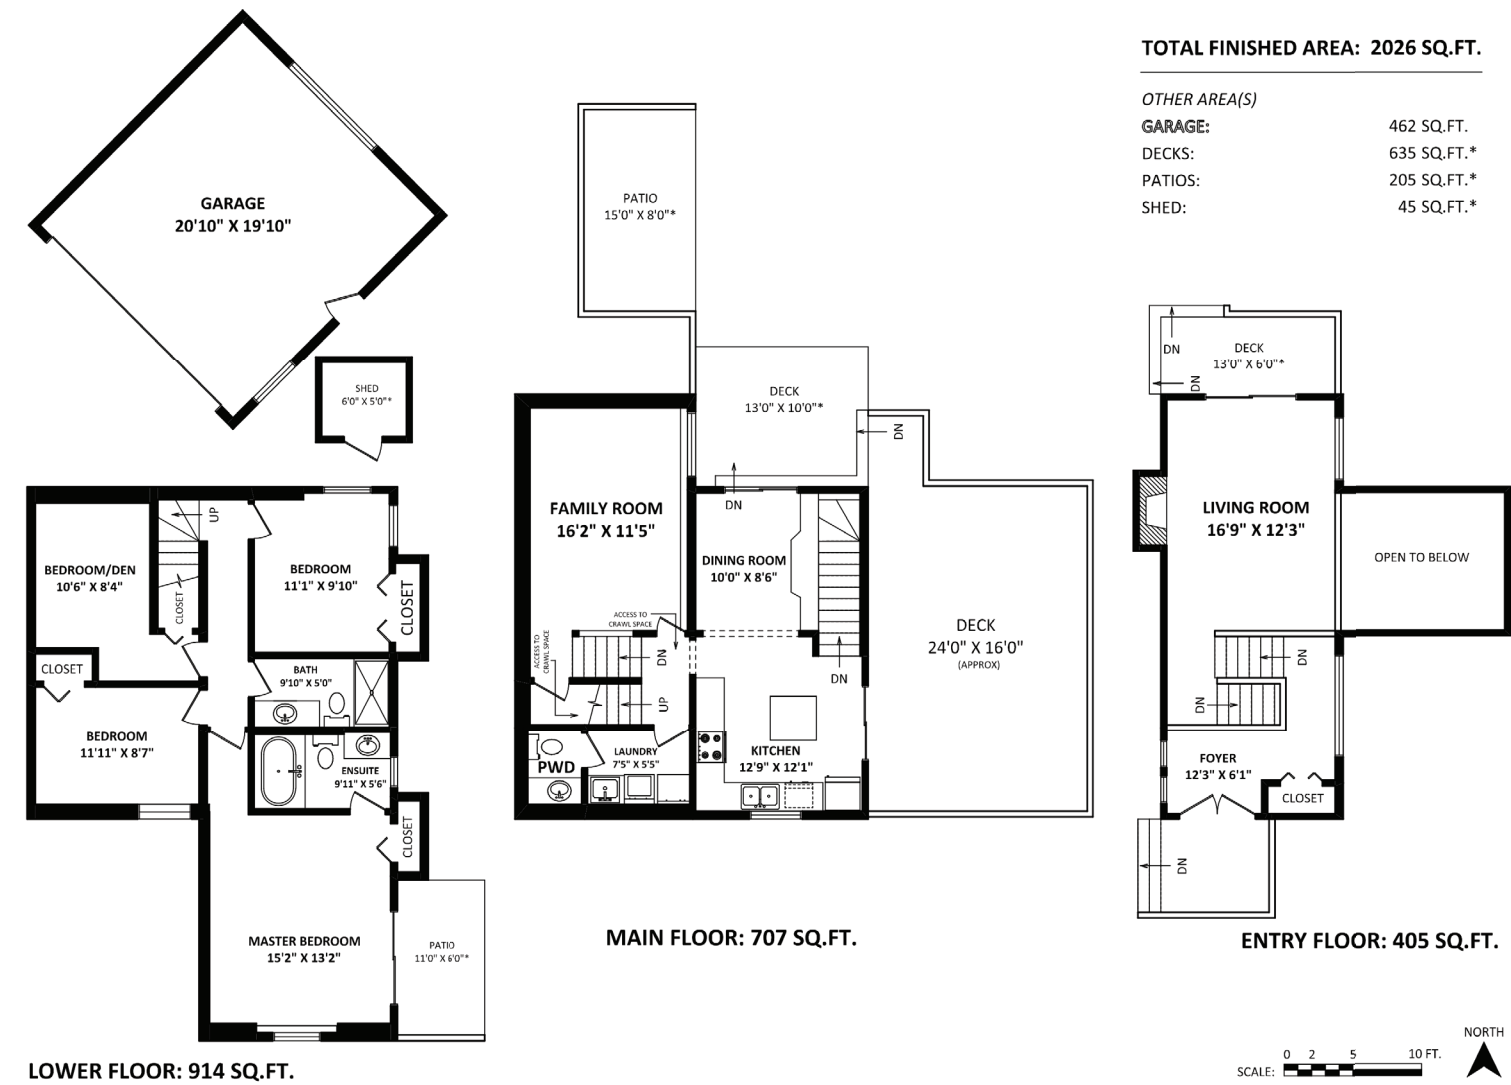 TOTAL FINISHED AREA: 2026 SQ.FT.
OTHER AREA(S)
GARAGE: 462 SQ.FT.
DECKS: 635 SQ.FT.*
PATIOS: 205 SQ.FT.*
SHED: 45 SQ.FT.*
GARAGE
20'10" X 19'10"
SHED
6'0" X 5'0"*
UP
BEDROOM/DEN
10'6" X 8'4"
CLOSET
BEDROOM
11'1" X 9'10"
CLOSET
CLOSET
BATH
9'10" X 5'0"
BEDROOM
11'11" X 8'7"
ENSUITE
9'11" X 5'6"
CLOSET
MASTER BEDROOM
15'2" X 13'2"
PATIO
11'0" X 6'0"*
LOWER FLOOR: 914 SQ.FT.
PATIO
15'0" X 8'0"*
DECK
13'0" X 10'0"*
DN
DN
FAMILY ROOM
16'2" X 11'5"
DINING ROOM
10'0" X 8'6"
ACCESS TO
CRAWL SPACE
ACCESS TO
CRAWL SPACE
DN
UP
DN
DECK
24'0" X 16'0"
(APPROX)
PWD
LAUNDRY
7'5" X 5'5"
KITCHEN
12'9" X 12'1"
MAIN FLOOR: 707 SQ.FT.
DN
DN
DECK
13'0" X 6'0"*
LIVING ROOM
16'9" X 12'3"
OPEN TO BELOW
DN
DN
FOYER
12'3" X 6'1"
CLOSET
DN
ENTRY FLOOR: 405 SQ.FT.
NORTH
SCALE: 0 2 5 10 FT.